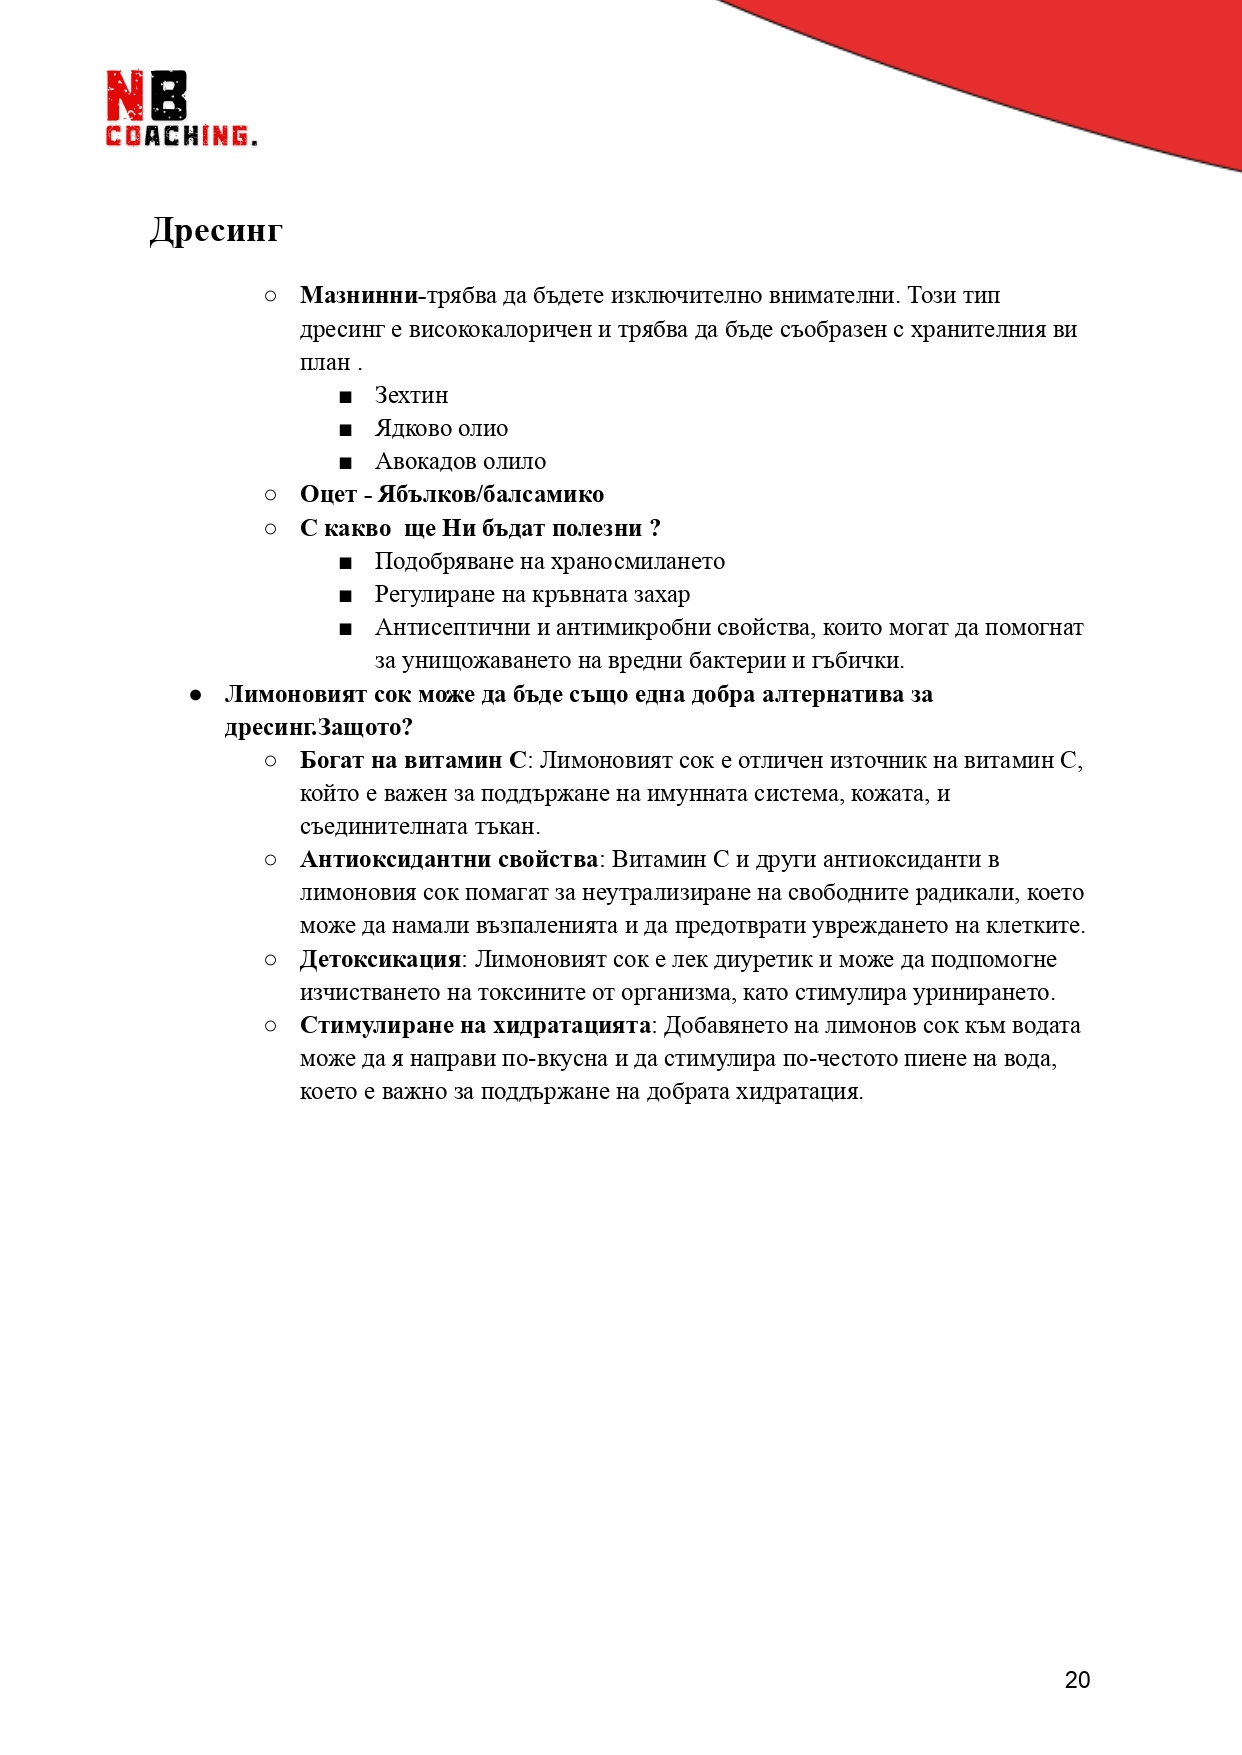 NB
COACHING.
Дресинг
○ Мазнинни-трябва да бъдете изключително внимателни. Този тип
дресинг е висококалоричен и трябва да бъде съобразен с хранителния ви
план .
■ Зехтин
■ Ядково олио
■ Авокадов олило
○ Оцет - Ябълков/балсамико
○ С какво  ще Ни бъдат полезни ?
■ Подобряване на храносмилането
■ Регулиране на кръвната захар
■ Антисептични и антимикробни свойства, които могат да помогнат
за унищожаването на вредни бактерии и гъбички.
● Лимоновият сок може да бъде също една добра алтернатива за
дресинг.Защото?
○ Богат на витамин C: Лимоновият сок е отличен източник на витамин C,
който е важен за поддържане на имунната система, кожата, и
съединителната тъкан.
○ Антиоксидантни свойства: Витамин C и други антиоксиданти в
лимоновия сок помагат за неутрализиране на свободните радикали, което
може да намали възпаленията и да предотврати увреждането на клетките.
○ Детоксикация: Лимоновият сок е лек диуретик и може да подпомогне
изчистването на токсините от организма, като стимулира уринирането.
○ Стимулиране на хидратацията: Добавянето на лимонов сок към водата
може да я направи по-вкусна и да стимулира по-честото пиене на вода,
което е важно за поддържане на добрата хидратация.
20